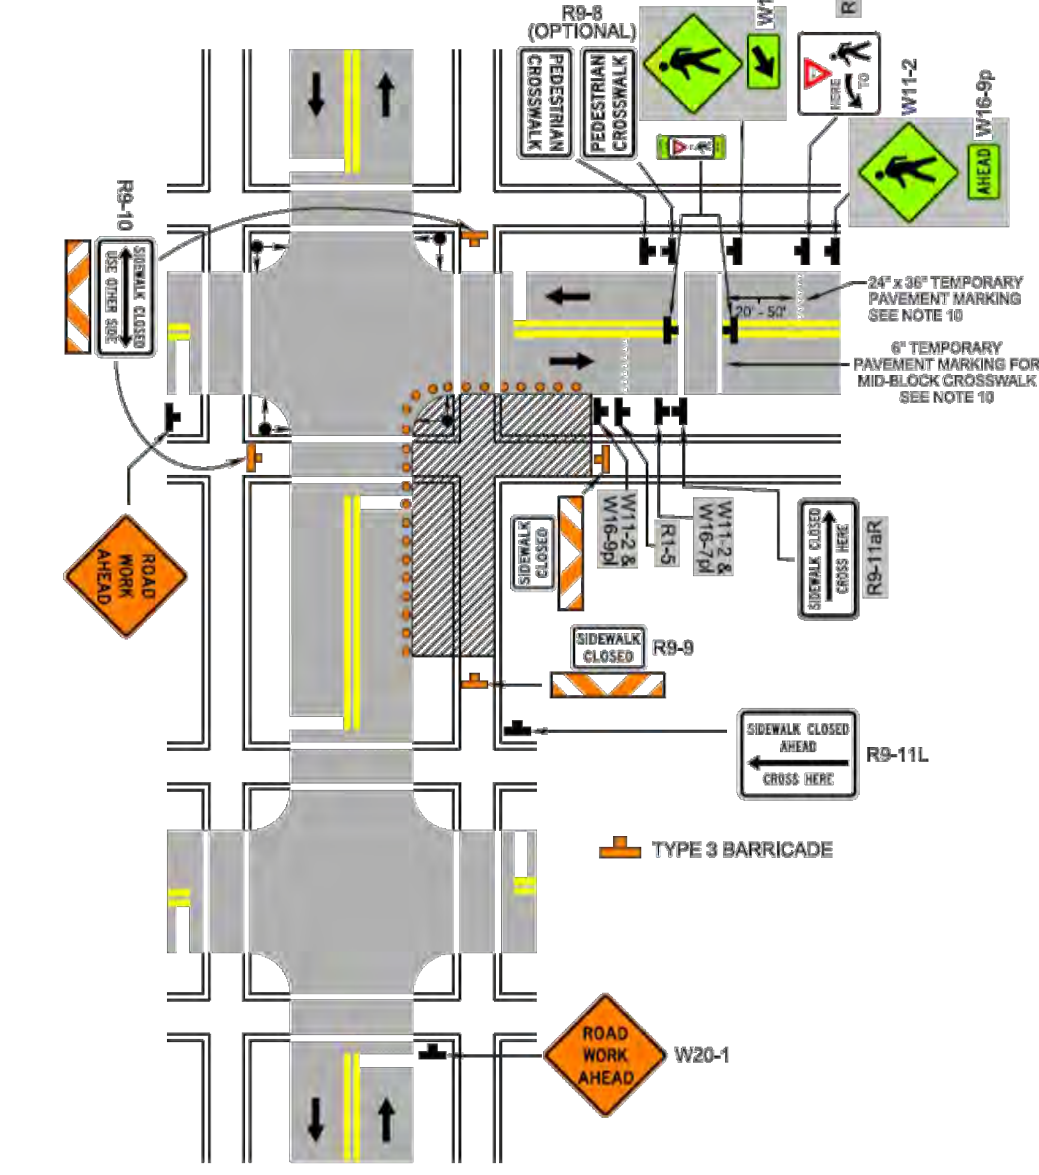 R9-8
(OPTIONAL)
W1
R
PEDESTRIAN
CROSSWALK
PEDESTRIAN
CROSSWALK
HERE
TO
W11-2
W16-9p
AHEAD
R9-10
SIDEWALK CLOSED
USE OTHER SIDE
24" x 36" TEMPORARY
PAVEMENT MARKING
SEE NOTE 10
20' - 50'
6" TEMPORARY
PAVEMENT MARKING FOR
MID-BLOCK CROSSWALK
SEE NOTE 10
ROAD
WORK
AHEAD
SIDEWALK
CLOSED
W11-2 &
W16-9pl
R1-5
W11-2 &
W16-7pl
SIDEWALK CLOSED
CROSS HERE
R9-11aR
SIDEWALK
CLOSED
R9-9
SIDEWALK CLOSED
AHEAD
CROSS HERE
R9-11L
TYPE 3 BARRICADE
ROAD
WORK
AHEAD
W20-1